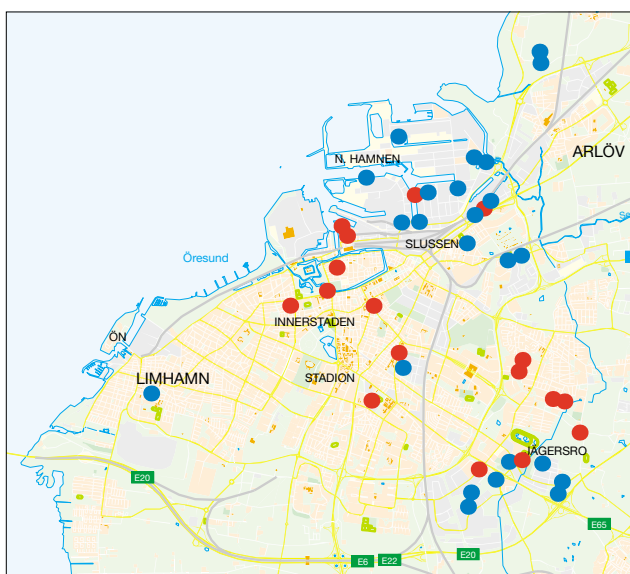 N. HAMNEN
ARLÖV
SLUSSEN
Öresund
INNERSTADEN
ÖN
LIMHAMN
STADION
JÄGERSRO
E20
E65
E20
E6
E22